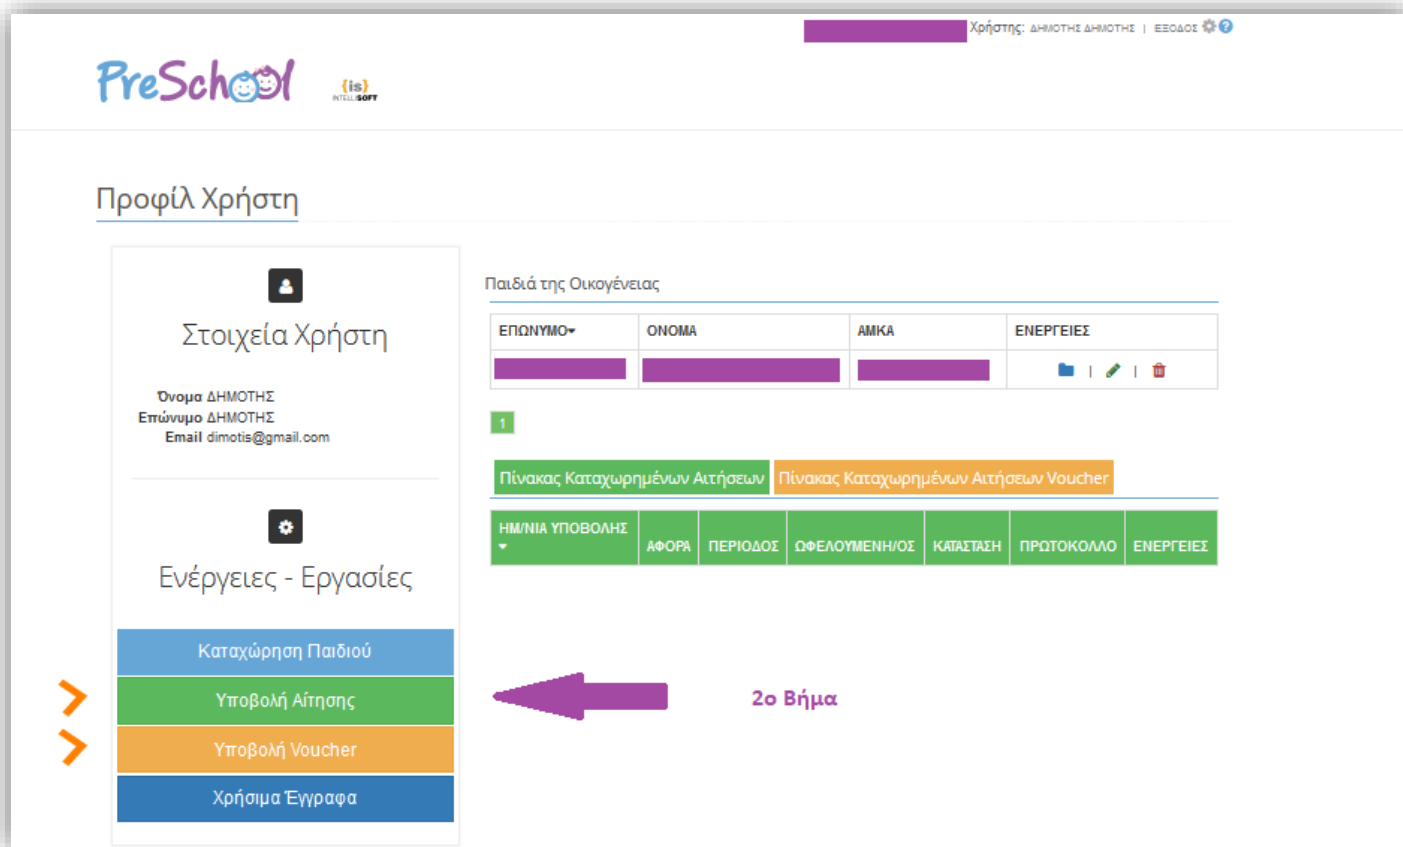 Χρήστης: ΔΗΜΟΤΗΣ ΔΗΜΟΤΗΣ | ΕΞΟΔΟΣ
PreSchool
{is}
INTELLISOFT
Προφίλ Χρήστη
Στοιχεία Χρήστη
Όνομα ΔΗΜΟΤΗΣ
Επώνυμο ΔΗΜΟΤΗΣ
Email dimotis@gmail.com
Ενέργειες - Εργασίες
Καταχώρηση Παιδιού
Υποβολή Αίτησης
Υποβολή Voucher
Χρήσιμα Έγγραφα
Παιδιά της Οικογένειας
ΕΠΩΝΥΜΟ ΟΝΟΜΑ ΑΜΚΑ ΕΝΕΡΓΕΙΕΣ
| |
1
Πίνακας Καταχωρημένων Αιτήσεων Πίνακας Καταχωρημένων Αιτήσεων Voucher
ΗΜ/ΝΙΑ ΥΠΟΒΟΛΗΣ ΑΦΟΡΑ ΠΕΡΙΟΔΟΣ ΩΦΕΛΟΥΜΕΝΗ/ΟΣ ΚΑΤΑΣΤΑΣΗ ΠΡΩΤΟΚΟΛΛΟ ΕΝΕΡΓΕΙΕΣ
2ο Βήμα